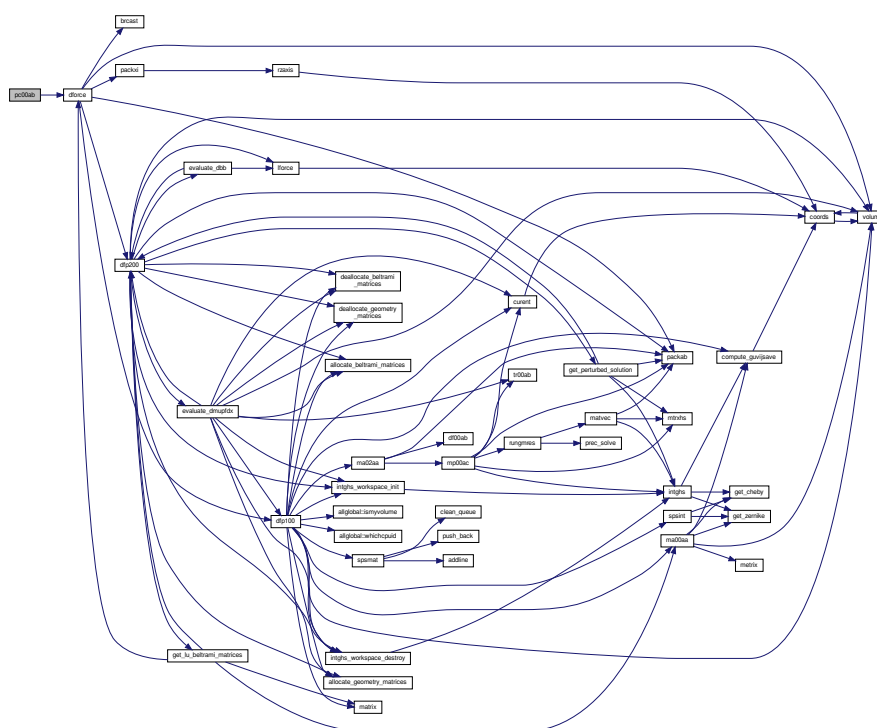 brcast
packxi
rzaxis
pc00ab
dforce
evaluate_dbb
lforce
coords
volum
dfp200
deallocate_beltrami
_matrices
deallocate_geometry
_matrices
curent
packab
compute_guvijsave
allocate_beltrami_matrices
get_perturbed_solution
tr00ab
evaluate_dmupfdx
matvec
mtrxhs
df00ab
rungmres
prec_solve
ma02aa
mp00ac
intghs_workspace_init
intghs
get_cheby
dfp100
allglobal::ismyvolume
clean_queue
spsint
get_zernike
allglobal::whichcpuid
push_back
ma00aa
spsmat
addline
metrix
get_lu_beltrami_matrices
intghs_workspace_destroy
allocate_geometry_matrices
matrix